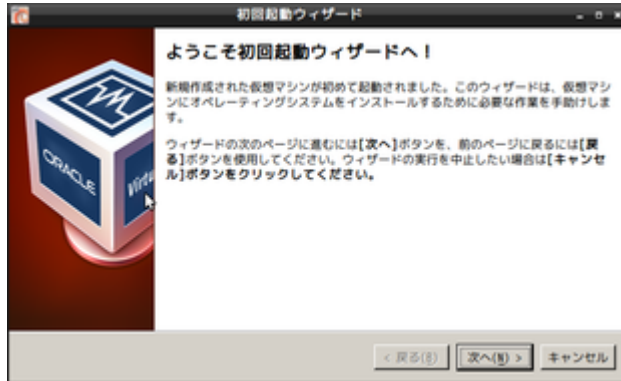 初回起動ウィザード
ようこそ初回起動ウィザードへ！
新規作成された仮想マシンが初めて起動されました。このウィザードは、仮想マシ
ンにオペレーティングシステムをインストールするために必要な作業を手助けしま
す。
ウィザードの次のページに進むには[次へ]ボタンを、前のページに戻るには[戻
る]ボタンを使用してください。ウィザードの実行を中止したい場合は[キャンセ
ル]ボタンをクリックしてください。
ORACLE
Virtu
< 戻る(B)
次へ(N) >
キャンセル